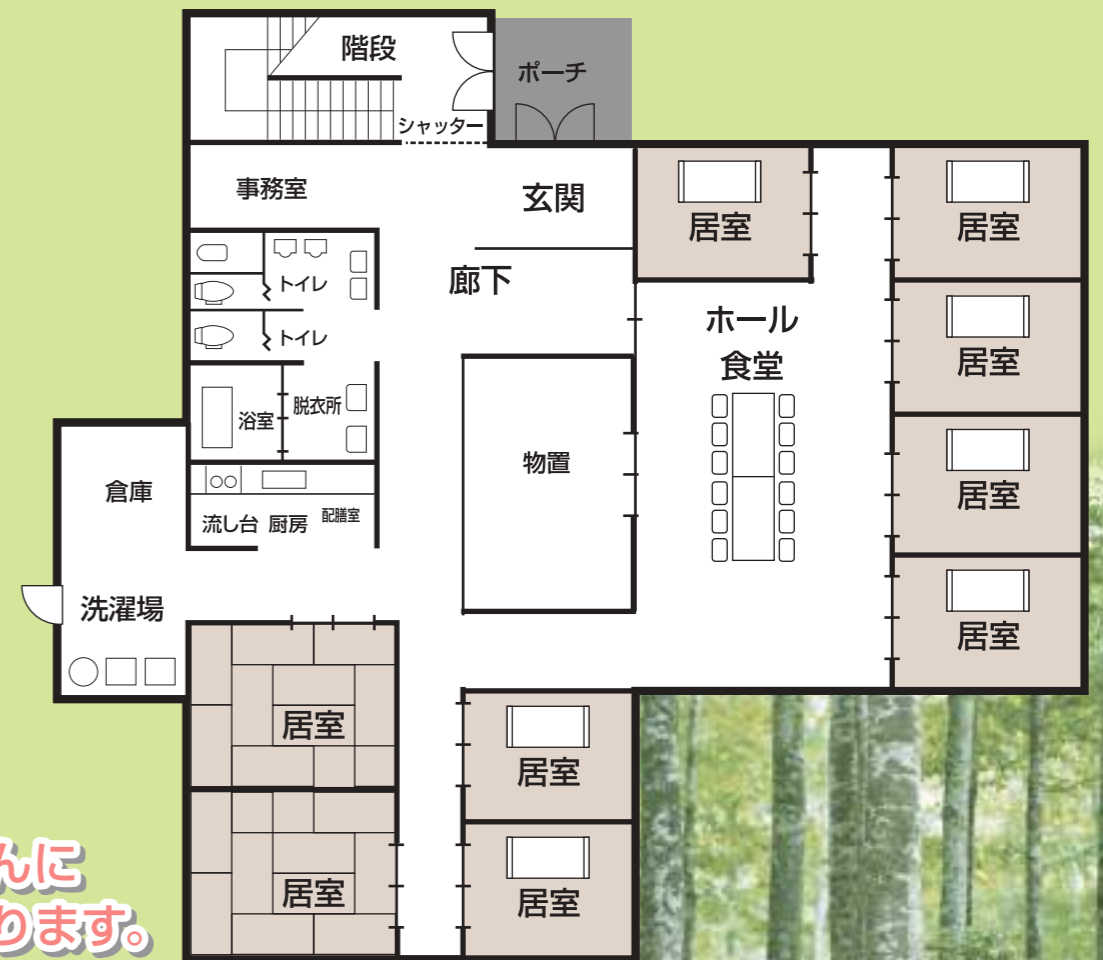 階段
ポーチ
シャッター
事務室
玄関
居室
居室
トイレ
廊下
ホール
食堂
トイレ
居室
浴室
脱衣所
物置
倉庫
居室
流し台
厨房
配膳室
洗濯場
居室
居室
居室
居室
居室
んに
ります。